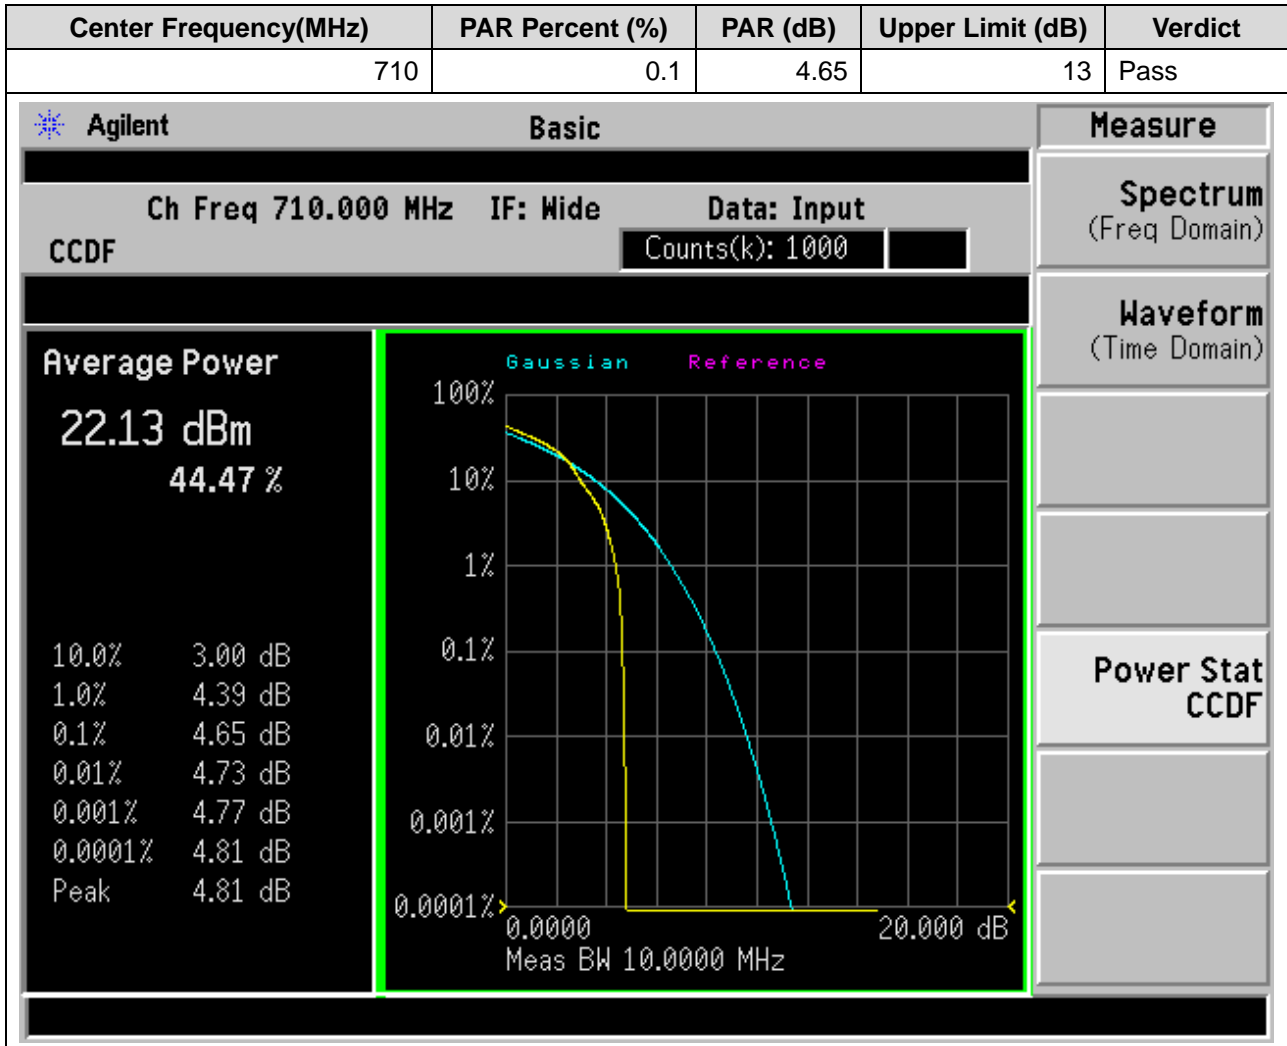 Center Frequency(MHz) PAR Percent (%) PAR (dB) Upper Limit (dB) Verdict
710 0.1 4.65 13 Pass
Agilent Basic Measure
Ch Freq 710.000 MHz IF: Wide Data: Input
CCDF Counts(k): 1000
Spectrum
(Freq Domain)
Waveform
(Time Domain)
Power Stat
CCDF
Average Power
22.13 dBm
44.47 %
10.0% 3.00 dB
1.0% 4.39 dB
0.1% 4.65 dB
0.01% 4.73 dB
0.001% 4.77 dB
0.0001% 4.81 dB
Peak 4.81 dB
Gaussian Reference
100%
10%
1%
0.1%
0.01%
0.001%
0.0001%
0.0000 20.000 dB
Meas BW 10.0000 MHz